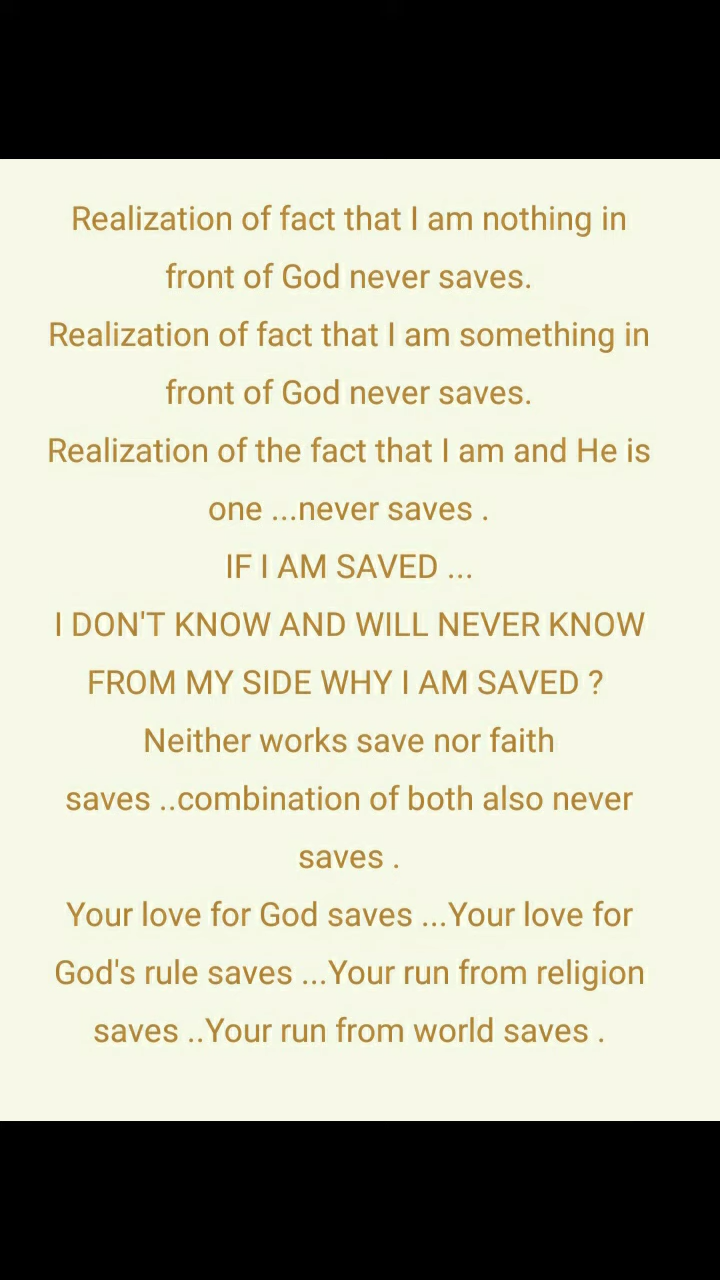 Realization of fact that I am nothing in
front of God never saves.
Realization of fact that I am something in
front of God never saves.
Realization of the fact that I am and He is
one ...never saves .
IF I AM SAVED ...
I DON'T KNOW AND WILL NEVER KNOW
FROM MY SIDE WHY I AM SAVED ?
Neither works save nor faith
saves ..combination of both also never
saves .
Your love for God saves ...Your love for
God's rule saves ...Your run from religion
saves ..Your run from world saves .